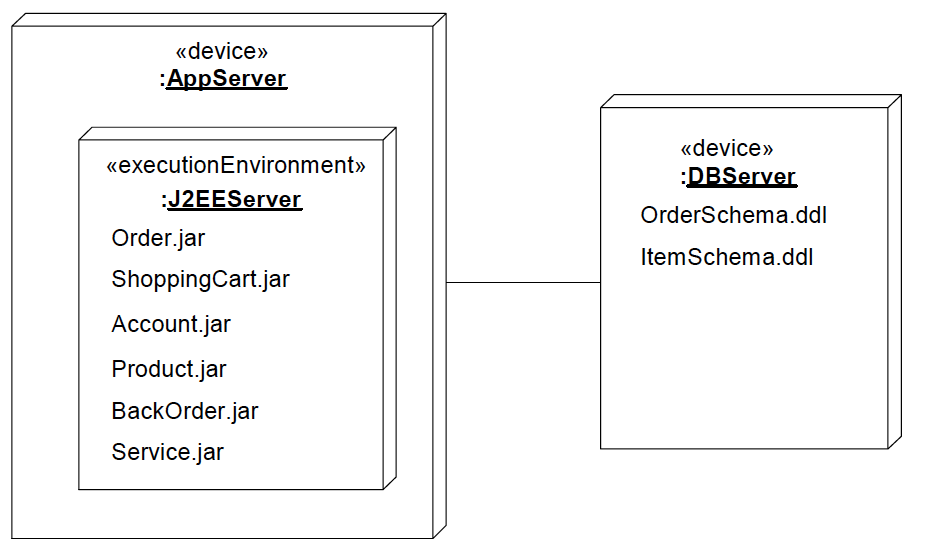 «device»
:AppServer
«executionEnvironment»
:J2EEServer
Order.jar
ShoppingCart.jar
Account.jar
Product.jar
BackOrder.jar
Service.jar
«device»
:DBServer
OrderSchema.ddl
ItemSchema.ddl